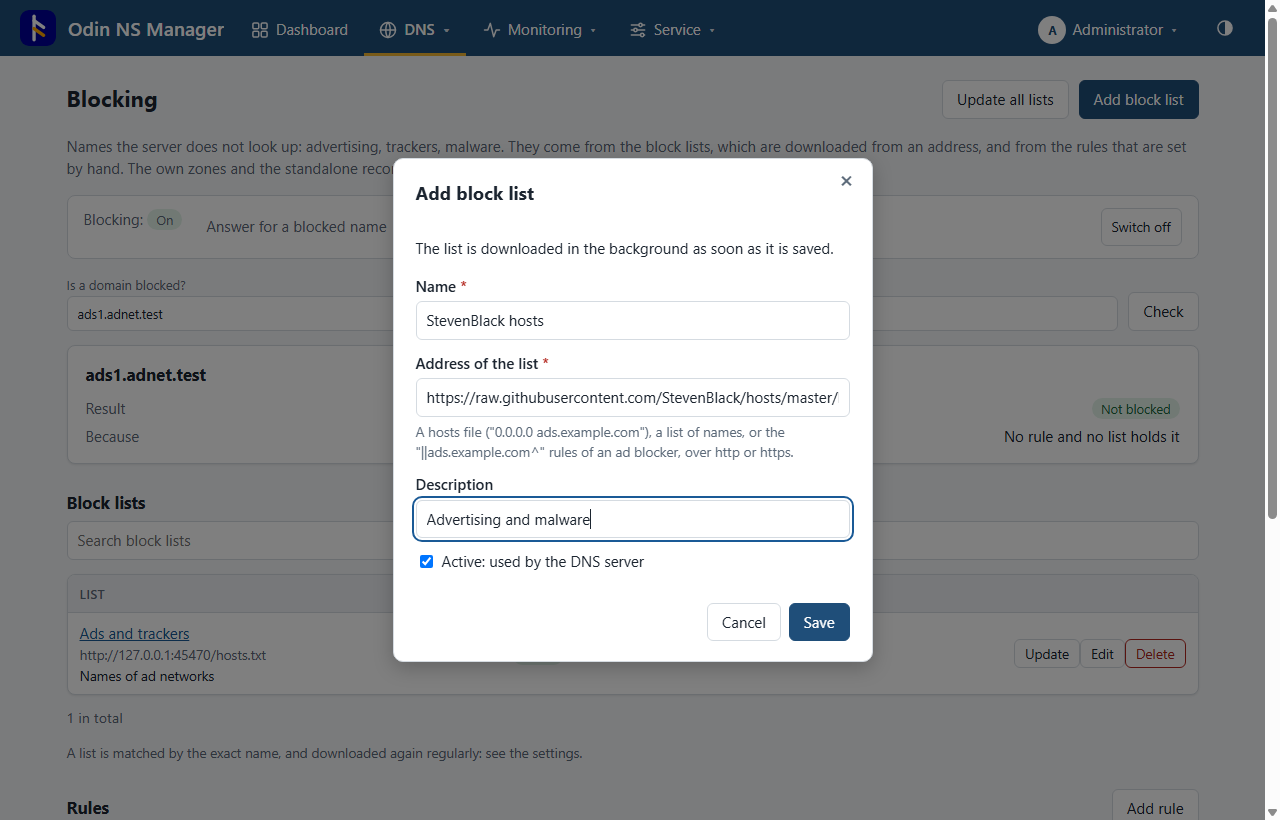 Odin NS Manager
Dashboard
DNS
Monitoring
Service
A
Administrator
Blocking
Update all lists
Add block list
Names the server does not look up: advertising, trackers, malware. They come from the block lists, which are downloaded from an address, and from the rules that are set
by hand. The own zones and the standalone
Blocking: On
Answer for a blocked name
Switch off
Is a domain blocked?
ads1.adnet.test
Check
ads1.adnet.test
Result
Not blocked
Because
No rule and no list holds it
Block lists
Search block lists
LIST
Ads and trackers
http://127.0.0.1:45470/hosts.txt
Names of ad networks
Update
Edit
Delete
1 in total
A list is matched by the exact name, and downloaded again regularly: see the settings.
Rules
Add rule
Add block list
The list is downloaded in the background as soon as it is saved.
Name *
StevenBlack hosts
Address of the list *
https://raw.githubusercontent.com/StevenBlack/hosts/master/
A hosts file ("0.0.0.0 ads.example.com"), a list of names, or the
"||ads.example.com^" rules of an ad blocker, over http or https.
Description
Advertising and malware
Active: used by the DNS server
Cancel
Save